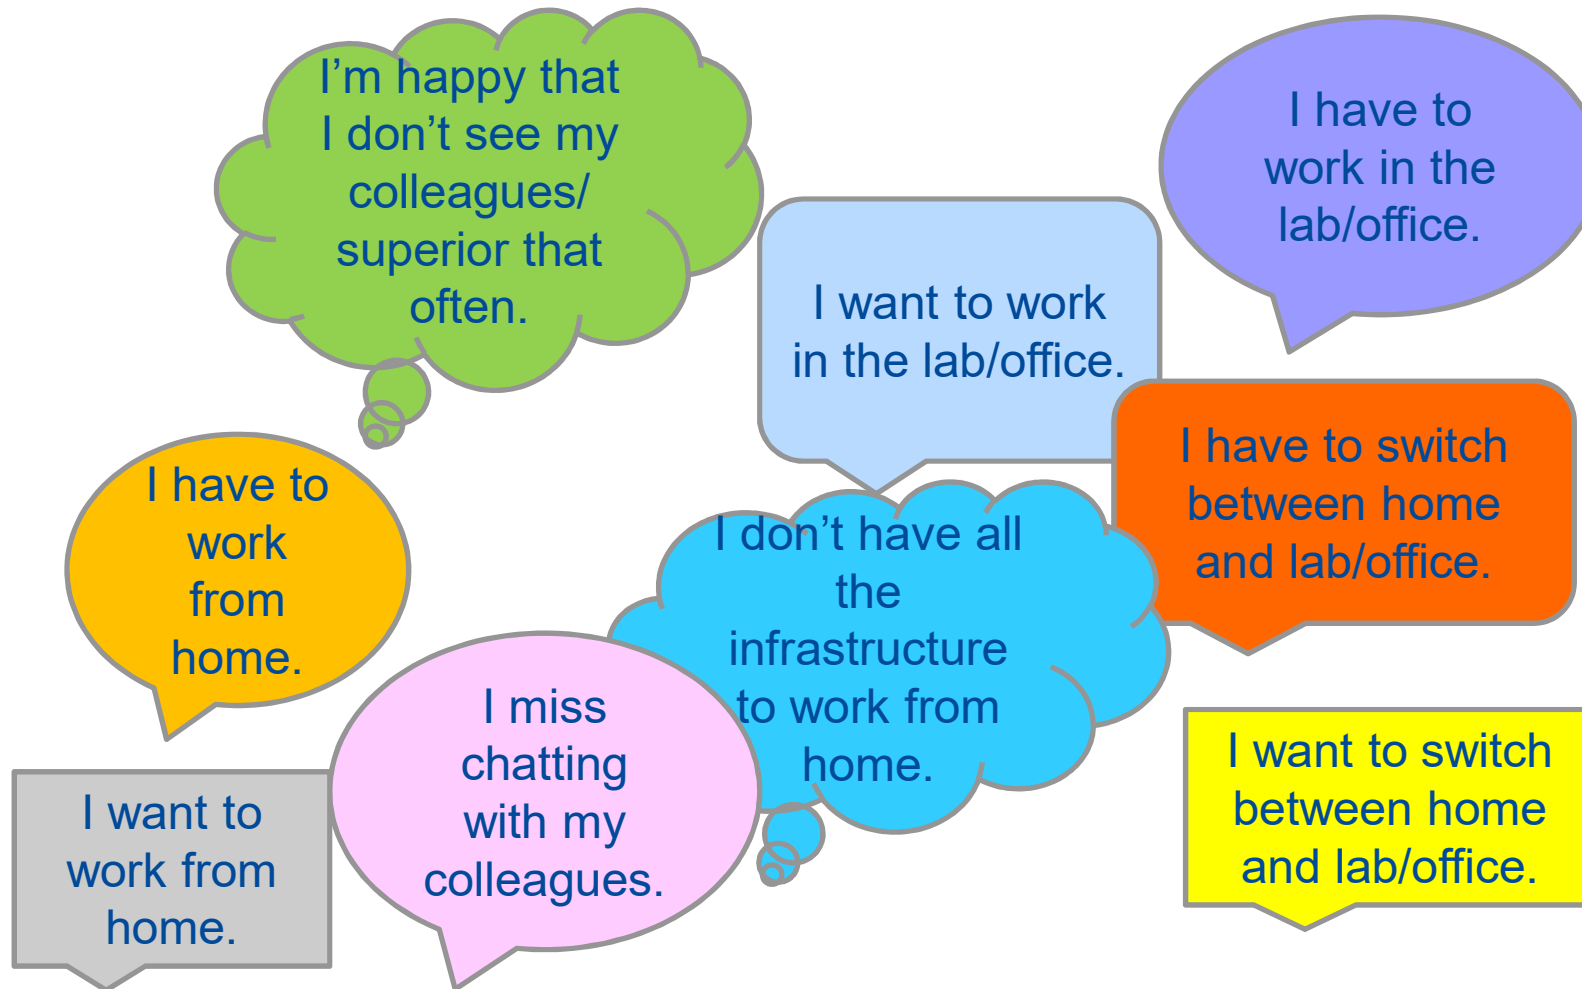 I'm happy that
I don't see my
colleagues/
superior that
often.
I have to
work in the
lab/office.
I want to work
in the lab/office.
I have to switch
between home
and lab/office.
I have to
work
from
home.
I don't have all
the
infrastructure
to work from
home.
I miss
chatting
with my
colleagues.
I want to switch
between home
and lab/office.
I want to
work from
home.